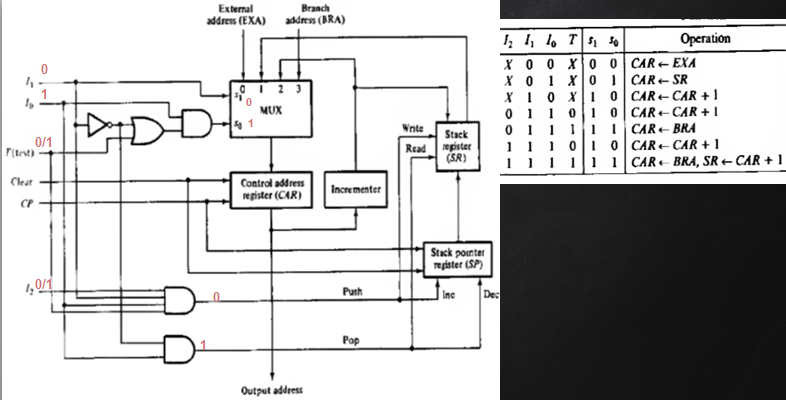 External
address (EXA)
Branch
address (BRA)
0
I₁
1
I₀
0/1
T(test)
Clear
CP
0/1
I₂
0 1 2 3
s₁
0
MUX
s₀ 1
Control address
register (CAR)
Incrementer
Write
Read
Stack
register
(SR)
Stack pointer
register (SP)
0
Push
Inc
Dec
1
Pop
Output address
I₂ I₁ I₀ T s₁ s₀ Operation
X 0 0 X 0 0 CAR ← EXA
X 0 1 X 0 1 CAR ← SR
X 1 0 X 1 0 CAR ← CAR + 1
0 1 1 0 1 0 CAR ← CAR + 1
0 1 1 1 1 1 CAR ← BRA
1 1 1 0 1 0 CAR ← CAR + 1
1 1 1 1 1 1 CAR ← BRA, SR ← CAR + 1